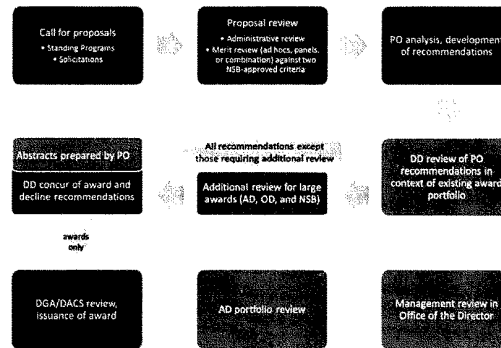 Call for proposals
• Standing Programs
• Solicitations
Proposal review
• Administrative review
• Merit review (ad hocs, panels,
or combination) against two
NSB-approved criteria
PO analysis, development
of recommendations
Abstracts prepared by PO
DD concur of award and
decline recommendations
All recommendations except
those requiring additional review
Additional review for large
awards (AD, OD, and NSB)
DD review of PO
recommendations in
context of existing award
portfolio
awards
only
DGA/DACS review,
issuance of award
AD portfolio review
Management review in
Office of the Director